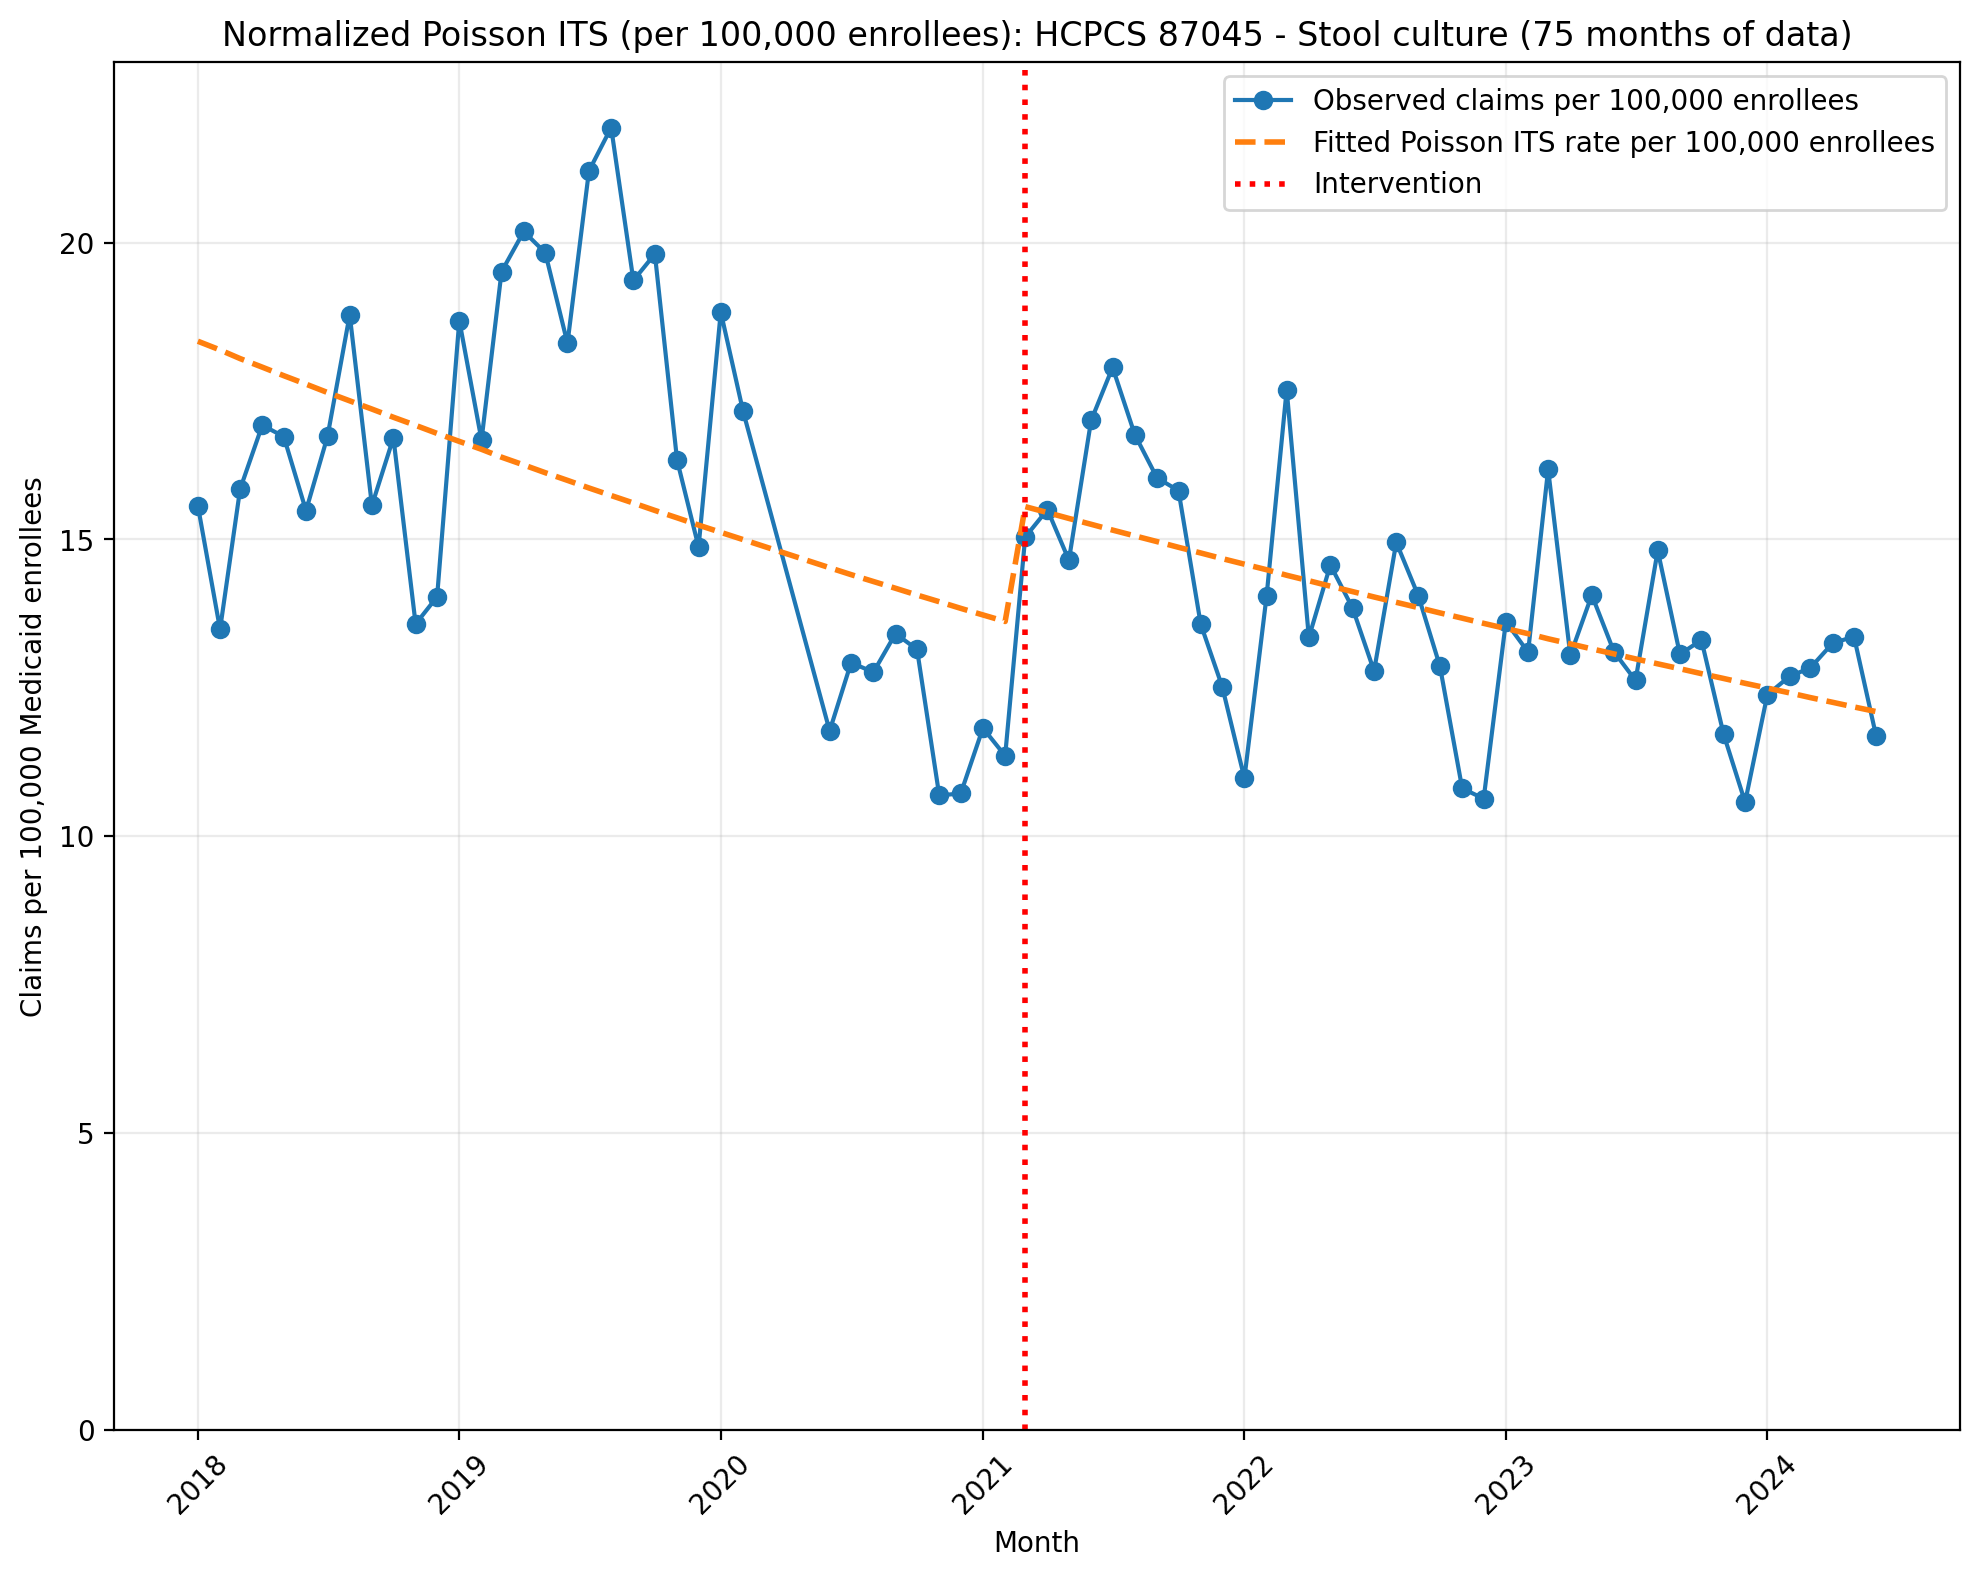 Normalized Poisson ITS (per 100,000 enrollees): HCPCS 87045 - Stool culture (75 months of data)
Observed claims per 100,000 enrollees
Fitted Poisson ITS rate per 100,000 enrollees
Intervention
Claims per 100,000 Medicaid enrollees
20
15
10
5
0
2018
2019
2020
2021
2022
2023
2024
Month